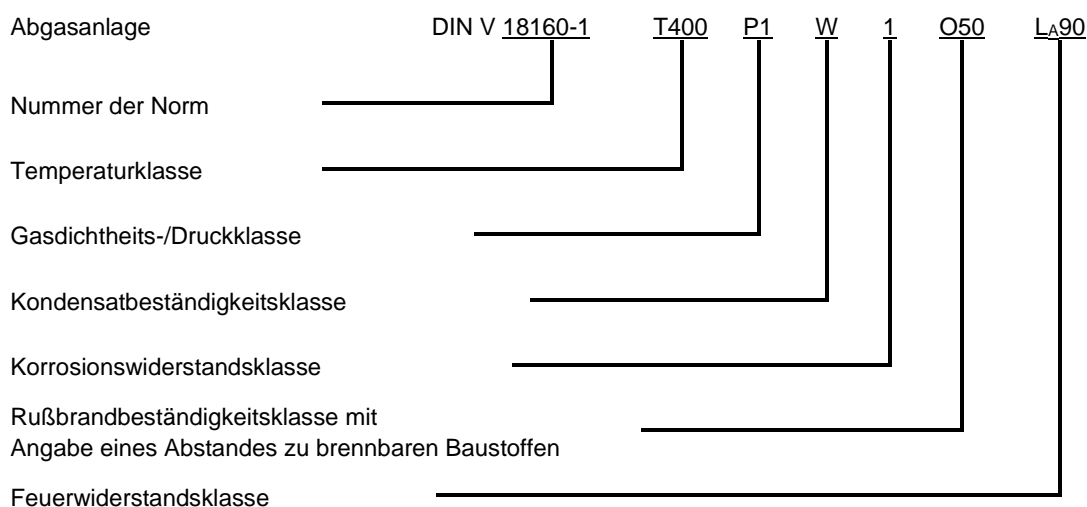 Abgasanlage DIN V 18160-1 T400 P1 W 1 O50 LA90
Nummer der Norm
Temperaturklasse
Gasdichtheits-/Druckklasse
Kondensatbeständigkeitsklasse
Korrosionswiderstandsklasse
Rußbrandbeständigkeitsklasse mit
Angabe eines Abstandes zu brennbaren Baustoffen
Feuerwiderstandsklasse